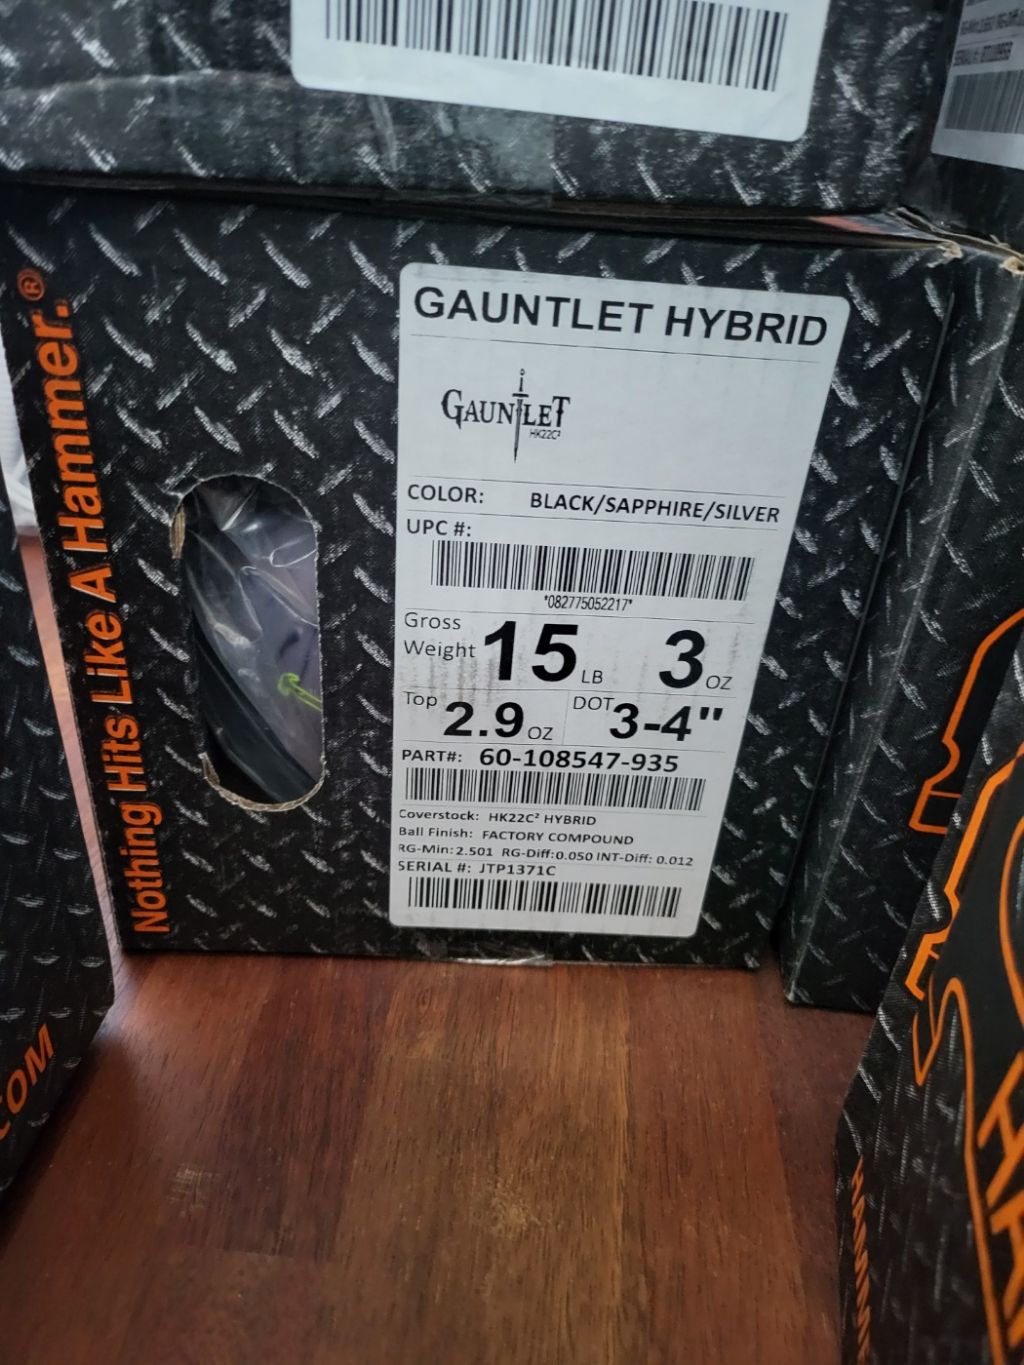 Nothing Hits Like A Hammer.®
GAUNTLET HYBRID
GAUNTLET
HK22C²
COLOR: BLACK/SAPPHIRE/SILVER
UPC #:
*082775052217*
Gross Weight 15 LB 3 OZ
Top 2.9 OZ DOT 3-4"
PART#: 60-108547-935
Coverstock: HK22C² HYBRID
Ball Finish: FACTORY COMPOUND
RG-Min: 2.501 RG-Diff: 0.050 INT-Diff: 0.012
SERIAL #: JTP1371C
.COM